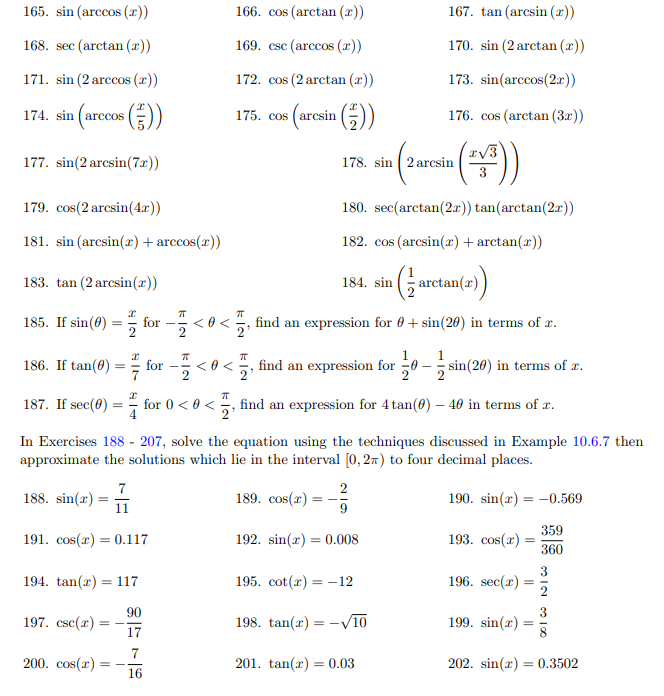 165. sin (arccos (x)) 166. cos (arctan (x)) 167. tan (arcsin (x))
168. sec (arctan (x)) 169. csc (arccos (x)) 170. sin (2 arctan (x))
171. sin (2 arccos (x)) 172. cos (2 arctan (x)) 173. sin(arccos(2x))
174. sin (arccos (x/5)) 175. cos (arcsin (x/2)) 176. cos (arctan (3x))
177. sin(2 arcsin(7x)) 178. sin (2 arcsin (x√3/3))
179. cos(2 arcsin(4x)) 180. sec(arctan(2x)) tan(arctan(2x))
181. sin (arcsin(x) + arccos(x)) 182. cos (arcsin(x) + arctan(x))
183. tan (2 arcsin(x)) 184. sin (1/2 arctan(x))
185. If sin(θ) = x/2 for −π/2 < θ < π/2, find an expression for θ + sin(2θ) in terms of x.
186. If tan(θ) = x/7 for −π/2 < θ < π/2, find an expression for 1/2 θ − 1/2 sin(2θ) in terms of x.
187. If sec(θ) = x/4 for 0 < θ < π/2, find an expression for 4 tan(θ) − 4θ in terms of x.
In Exercises 188 - 207, solve the equation using the techniques discussed in Example 10.6.7 then
approximate the solutions which lie in the interval [0, 2π) to four decimal places.
188. sin(x) = 7/11 189. cos(x) = −2/9 190. sin(x) = −0.569
191. cos(x) = 0.117 192. sin(x) = 0.008 193. cos(x) = 359/360
194. tan(x) = 117 195. cot(x) = −12 196. sec(x) = 3/2
197. csc(x) = −90/17 198. tan(x) = −√10 199. sin(x) = 3/8
200. cos(x) = −7/16 201. tan(x) = 0.03 202. sin(x) = 0.3502